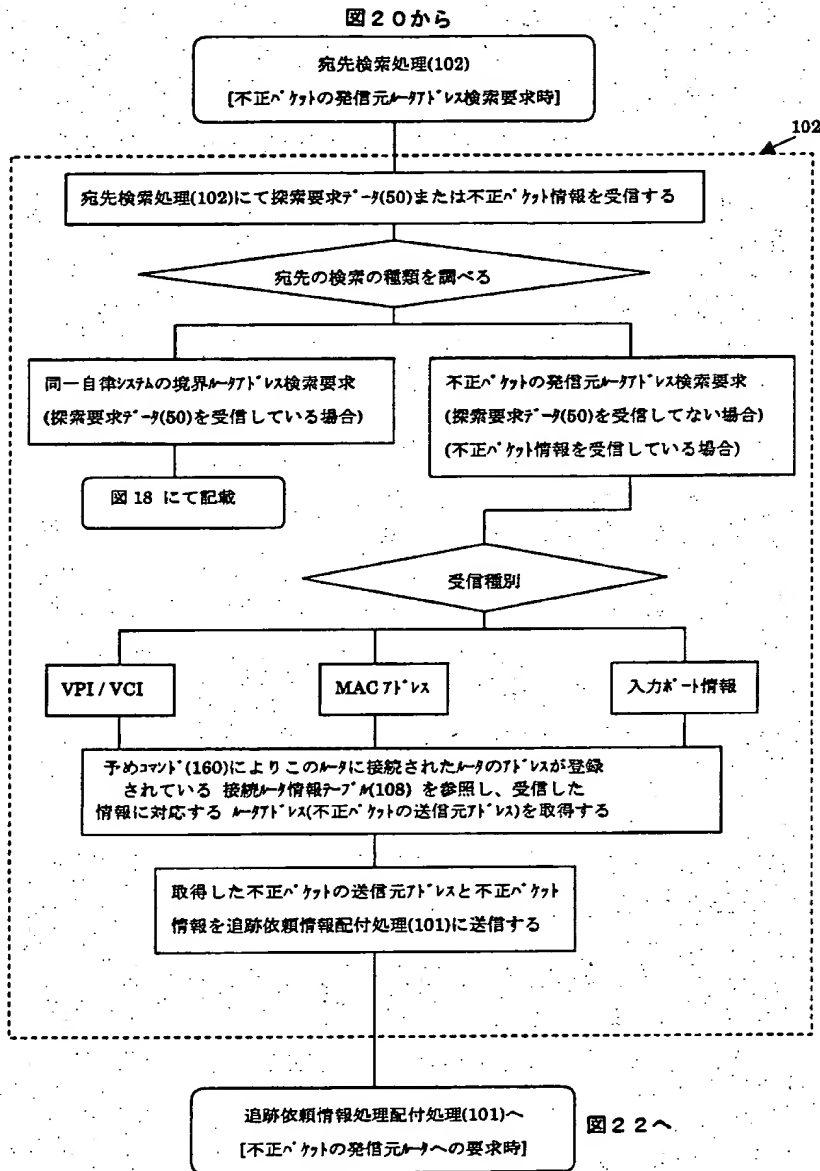 図20から
宛先検索処理(102)
[不正パケットの発信元ルータアドレス検索要求時]
102
宛先検索処理(102)にて探索要求データ(50)または不正パケット情報を受信する
宛先の検索の種類を調べる
同一自律システムの境界ルータアドレス検索要求
(探索要求データ(50)を受信している場合)
不正パケットの発信元ルータアドレス検索要求
(探索要求データ(50)を受信してない場合)
(不正パケット情報を受信している場合)
図 18 にて記載
受信種別
VPI / VCI
MAC アドレス
入力ポート情報
予めコマンド(160)によりこのルータに接続されたルータのアドレスが登録
されている 接続ルータ情報テーブル(108) を参照し、受信した
情報に対応する ルータアドレス(不正パケットの送信元アドレス)を取得する
取得した不正パケットの送信元アドレスと不正パケット
情報を追跡依頼情報配付処理(101)に送信する
追跡依頼情報処理配付処理(101)へ
[不正パケットの発信元ルータへの要求時]
図22へ